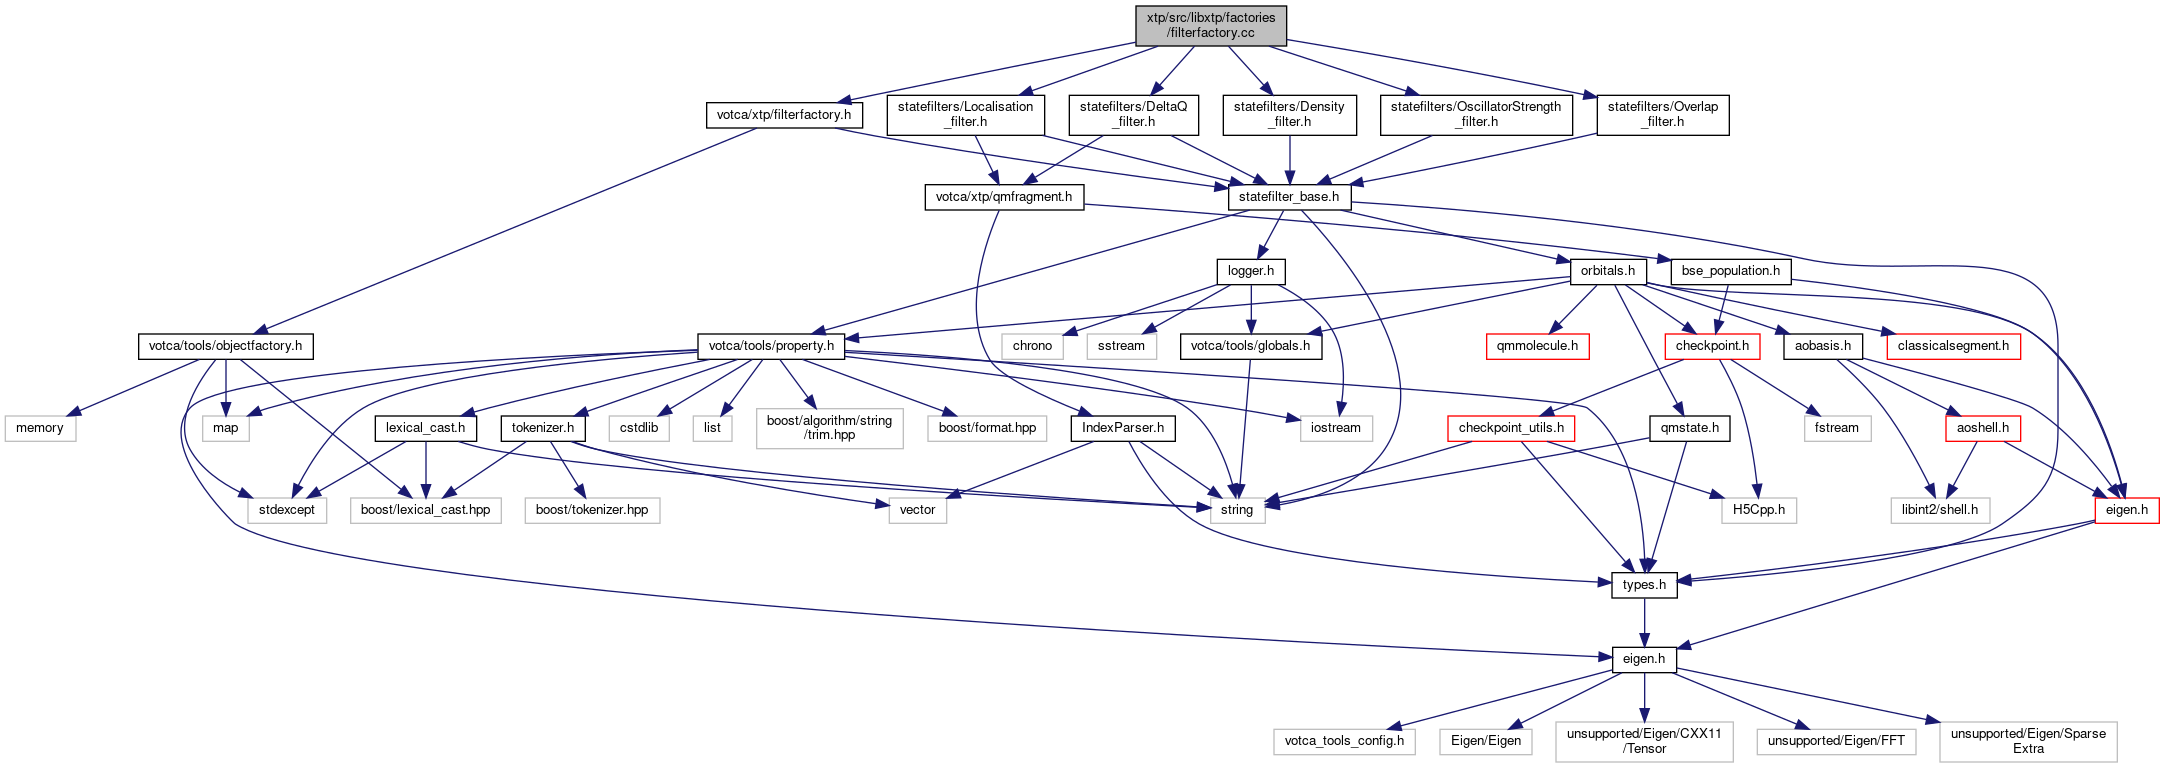 xtp/src/libxtp/factories
/filterfactory.cc
votca/xtp/filterfactory.h
statefilters/Localisation
_filter.h
statefilters/DeltaQ
_filter.h
statefilters/Density
_filter.h
statefilters/OscillatorStrength
_filter.h
statefilters/Overlap
_filter.h
votca/xtp/qmfragment.h
statefilter_base.h
logger.h
orbitals.h
bse_population.h
votca/tools/objectfactory.h
votca/tools/property.h
chrono
sstream
votca/tools/globals.h
qmmolecule.h
checkpoint.h
aobasis.h
classicalsegment.h
memory
map
lexical_cast.h
tokenizer.h
cstdlib
list
boost/algorithm/string
/trim.hpp
boost/format.hpp
IndexParser.h
iostream
checkpoint_utils.h
qmstate.h
fstream
aoshell.h
stdexcept
boost/lexical_cast.hpp
boost/tokenizer.hpp
vector
string
H5Cpp.h
libint2/shell.h
eigen.h
types.h
eigen.h
votca_tools_config.h
Eigen/Eigen
unsupported/Eigen/CXX11
/Tensor
unsupported/Eigen/FFT
unsupported/Eigen/Sparse
Extra